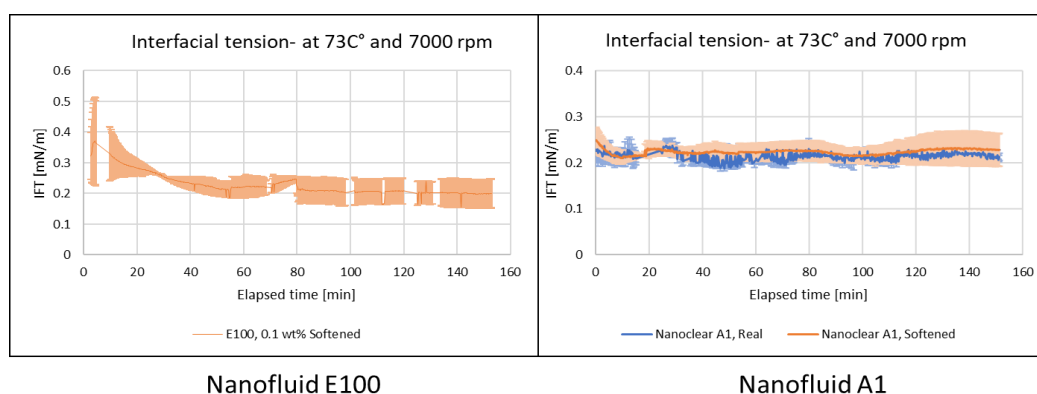 Interfacial tension- at 73C° and 7000 rpm
0.6
0.5
0.4
0.3
0.2
0.1
0
IFT [mN/m]
0 20 40 60 80 100 120 140 160
Elapsed time [min]
E100, 0.1 wt% Softened
Nanofluid E100
Interfacial tension- at 73C° and 7000 rpm
0.4
0.3
0.2
0.1
0
IFT [mN/m]
0 20 40 60 80 100 120 140 160
Elapsed time [min]
Nanoclear A1, Real Nanoclear A1, Softened
Nanofluid A1